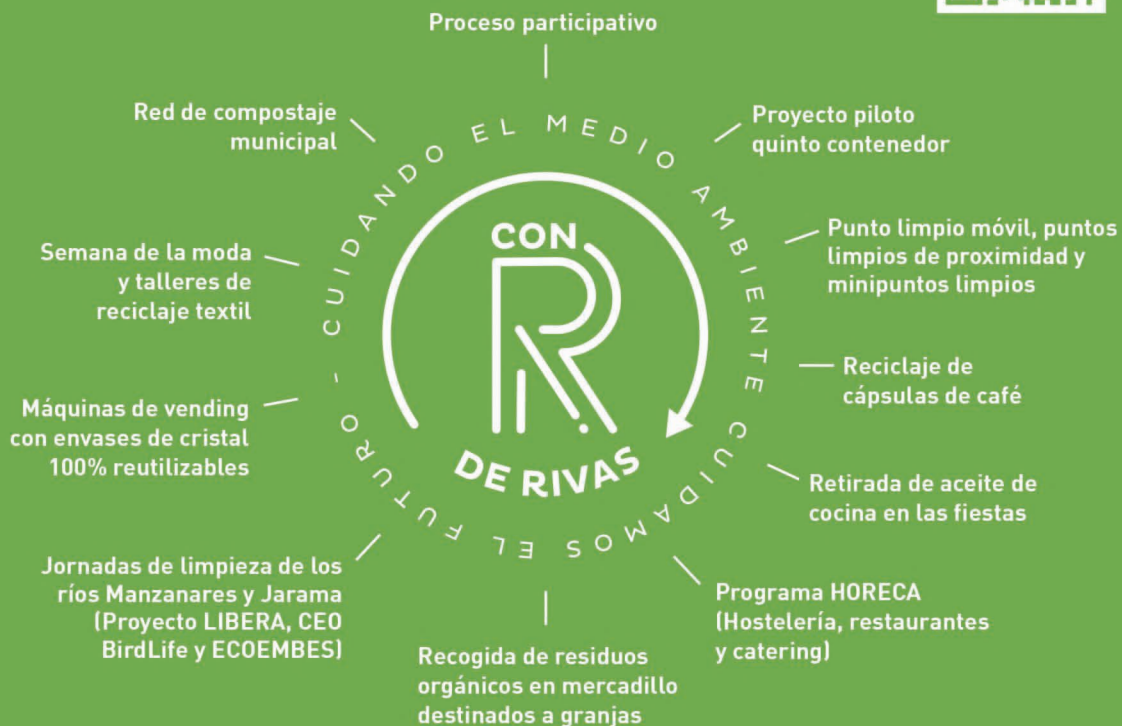 Proceso participativo
Proyecto piloto
quinto contenedor
Punto limpio móvil, puntos
limpios de proximidad y
minipuntos limpios
Reciclaje de
cápsulas de café
Retirada de aceite de
cocina en las fiestas
Programa HORECA
(Hostelería, restaurantes
y catering)
Recogida de residuos
orgánicos en mercadillo
destinados a granjas
Jornadas de limpieza de los
ríos Manzanares y Jarama
(Proyecto LIBERA, CEO
BirdLife y ECOEMBES)
Máquinas de vending
con envases de cristal
100% reutilizables
Semana de la moda
y talleres de
reciclaje textil
Red de compostaje
municipal
CUIDANDO EL MEDIO AMBIENTE CUIDAMOS EL FUTURO -
CON
R
DE RIVAS